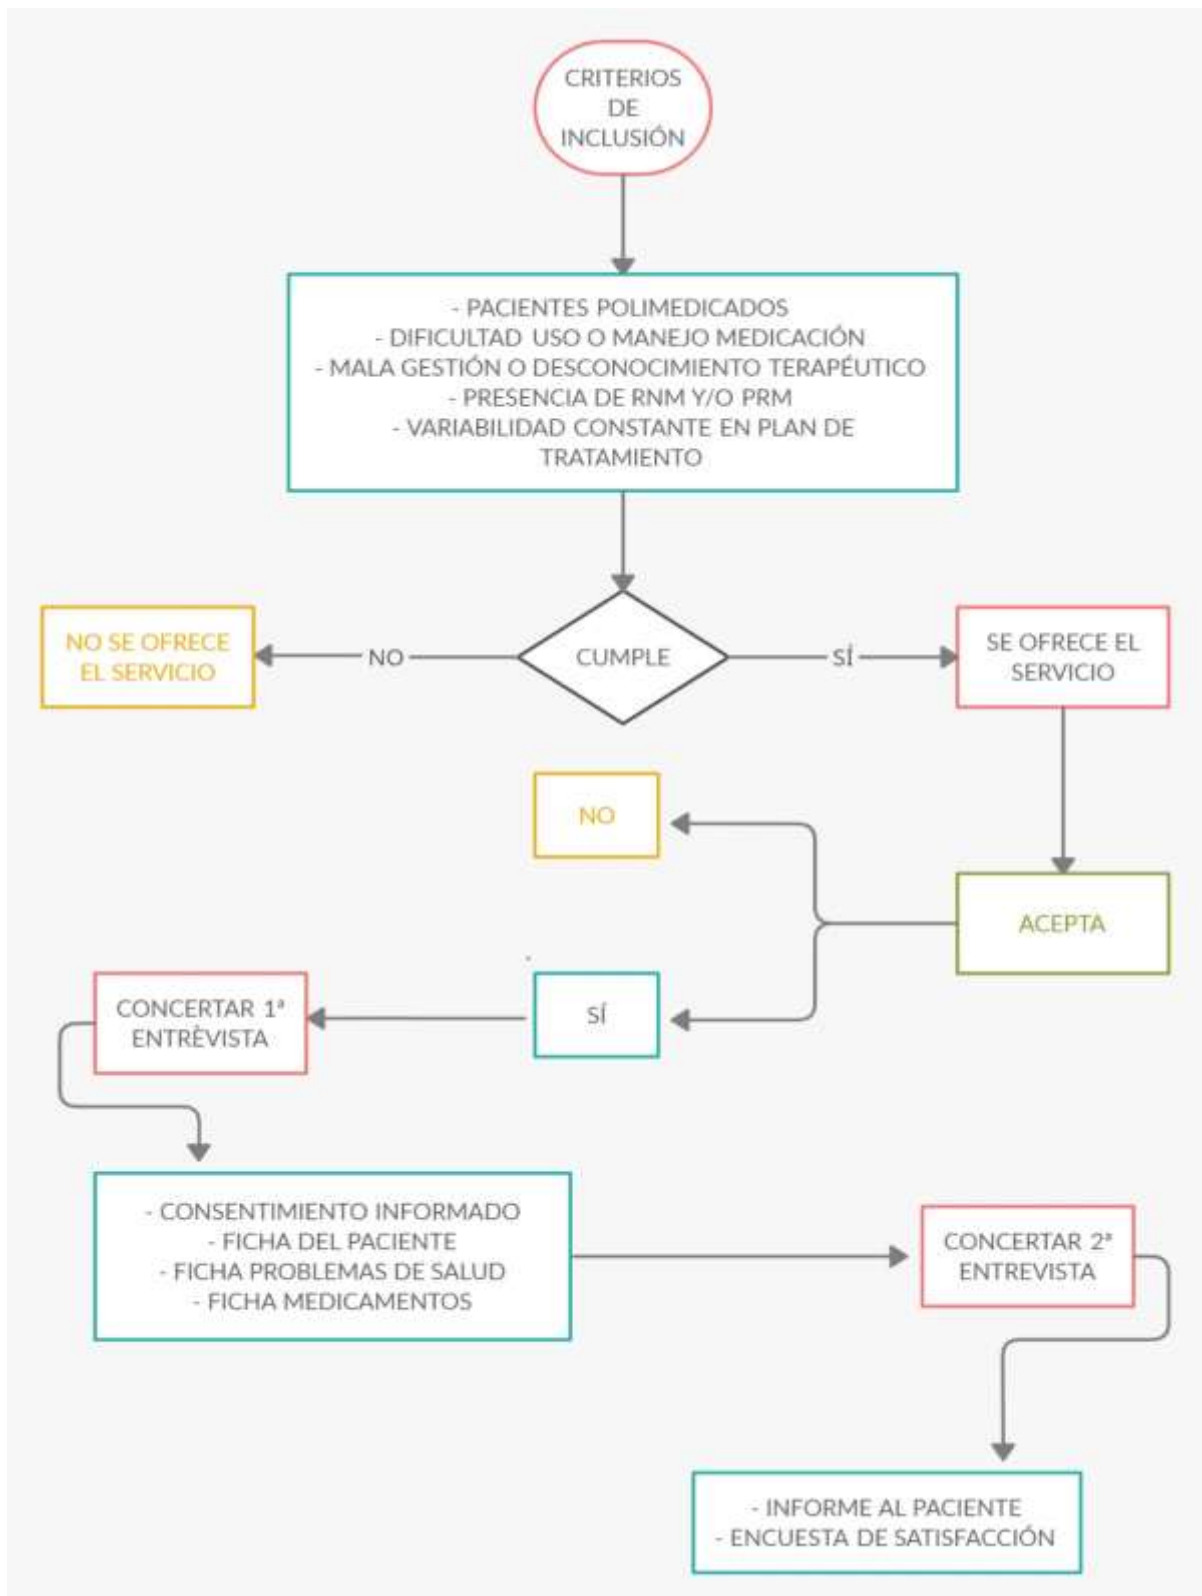 CRITERIOS
DE
INCLUSIÓN
- PACIENTES POLIMEDICADOS
- DIFICULTAD USO O MANEJO MEDICACIÓN
- MALA GESTIÓN O DESCONOCIMIENTO TERAPÉUTICO
- PRESENCIA DE RNM Y/O PRM
- VARIABILIDAD CONSTANTE EN PLAN DE
TRATAMIENTO
NO SE OFRECE
EL SERVICIO
NO
CUMPLE
SÍ
SE OFRECE EL
SERVICIO
NO
ACEPTA
SÍ
CONCERTAR 1ª
ENTRÈVISTA
- CONSENTIMIENTO INFORMADO
- FICHA DEL PACIENTE
- FICHA PROBLEMAS DE SALUD
- FICHA MEDICAMENTOS
CONCERTAR 2ª
ENTREVISTA
- INFORME AL PACIENTE
- ENCUESTA DE SATISFACCIÓN